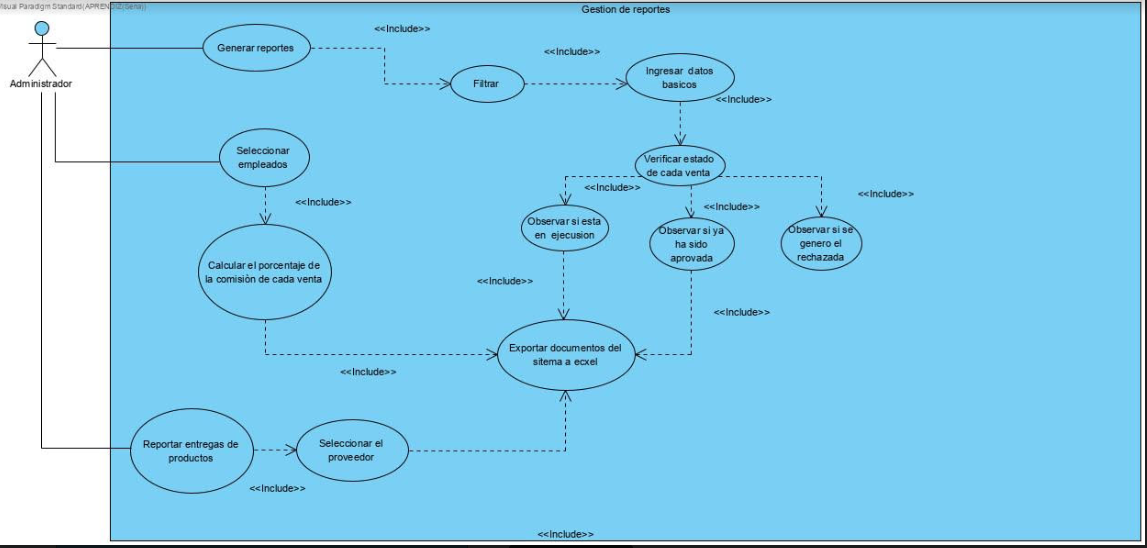 Visual Paradigm Standard(APRENDIZ(Sena))
Gestion de reportes
Administrador
Generar reportes
<<Include>>
Filtrar
<<Include>>
Ingresar datos
basicos
<<Include>>
Seleccionar
empleados
<<Include>>
Verificar estado
de cada venta
<<Include>>
<<Include>>
<<Include>>
Observar si esta
en ejecusion
Observar si ya
ha sido
aprovada
Observar si se
genero el
rechazada
Calcular el porcentaje de
la comisiòn de cada venta
<<Include>>
<<Include>>
Exportar documentos del
sitema a ecxel
<<Include>>
Reportar entregas de
productos
Seleccionar el
proveedor
<<Include>>
<<Include>>